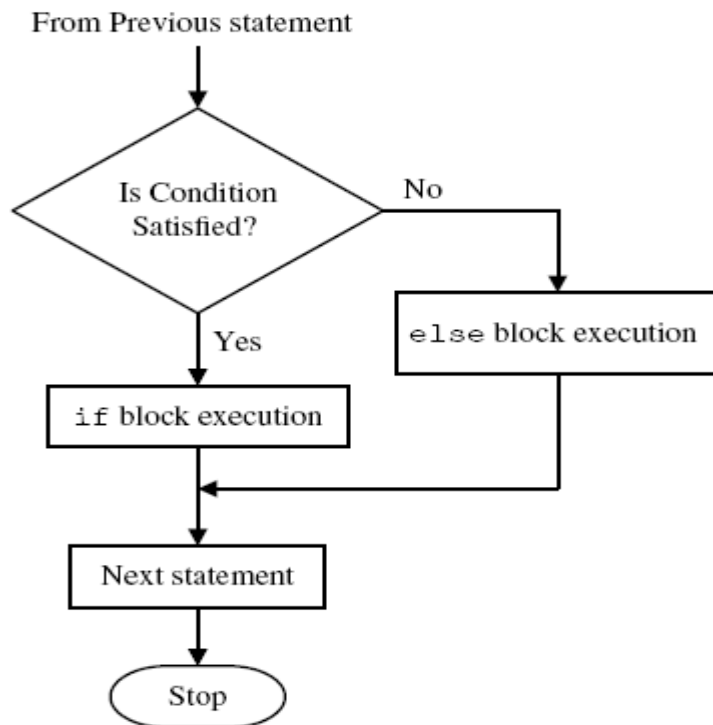 From Previous statement
Is Condition
Satisfied?
No
Yes
else block execution
if block execution
Next statement
Stop